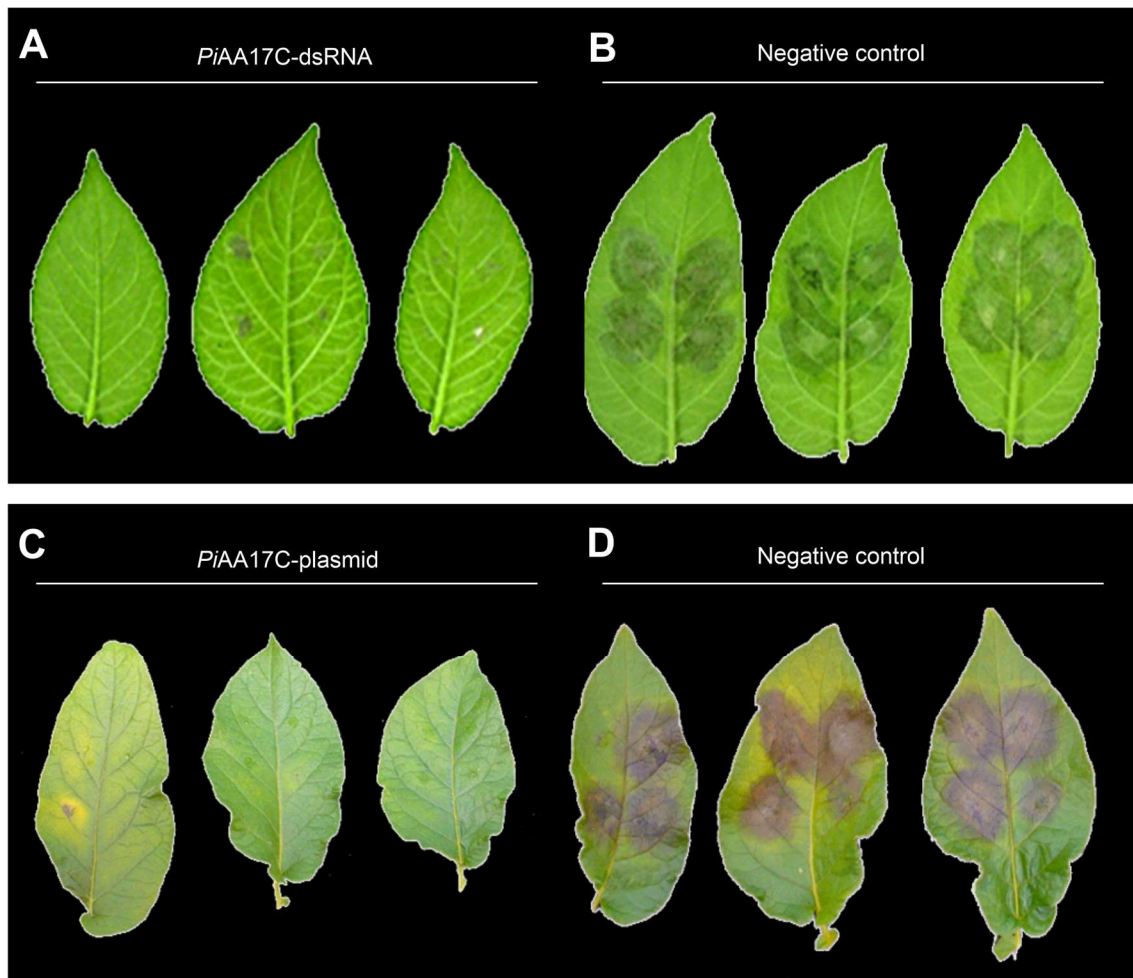 A
PiAA17C-dsRNA
B
Negative control
C
PiAA17C-plasmid
D
Negative control